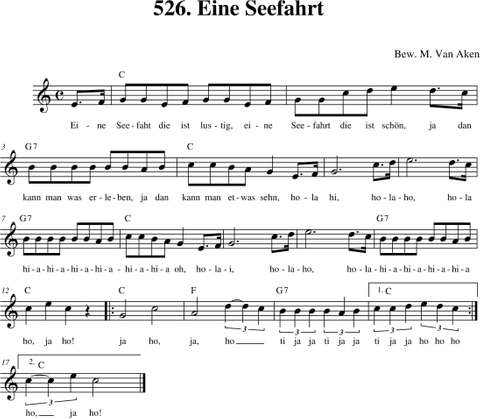 526. Eine Seefahrt
Bew. M. Van Aken
C
Ei - ne See- faht die ist lus - tig, ei - ne See - fahrt die ist schön, ja dan
3 G7 C
kann man was er - le - ben, ja dan kann man et - was sehn, ho - la hi, ho - la - ho, ho - la
7 G7 C G7
hi - a - hi - a - hi - a - hi - a - hi - a - hi - a oh, ho - la - i, ho - la - ho, ho - la - hi - a - hi - a - hi - a
12 C C F G7 1. C
3 3 3 3 3
ho, ja ho! ja ho, ja, ho ti ja ja ti ja ja ti ja ja ho ho ho
17 2. C
3
ho, ja ho!